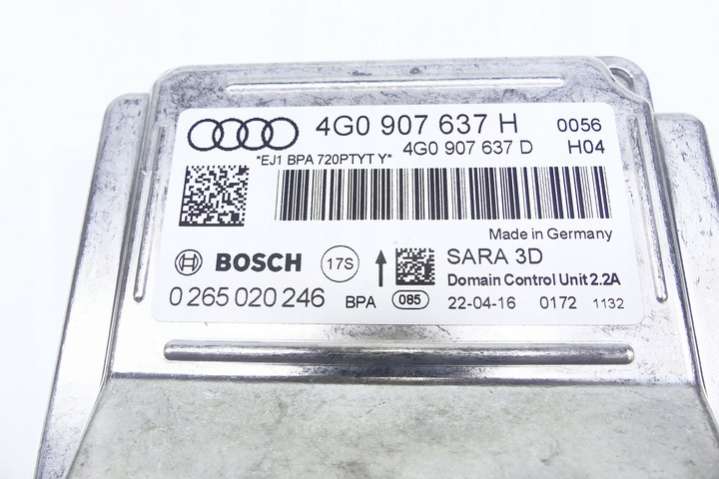 4G0 907 637 H 0056
4G0 907 637 D H04
"EJ1 BPA 720PTYT Y"
Made in Germany
BOSCH 17S SARA 3D
Domain Control Unit 2.2A
0 265 020 246 BPA 085 22-04-16 0172 1132